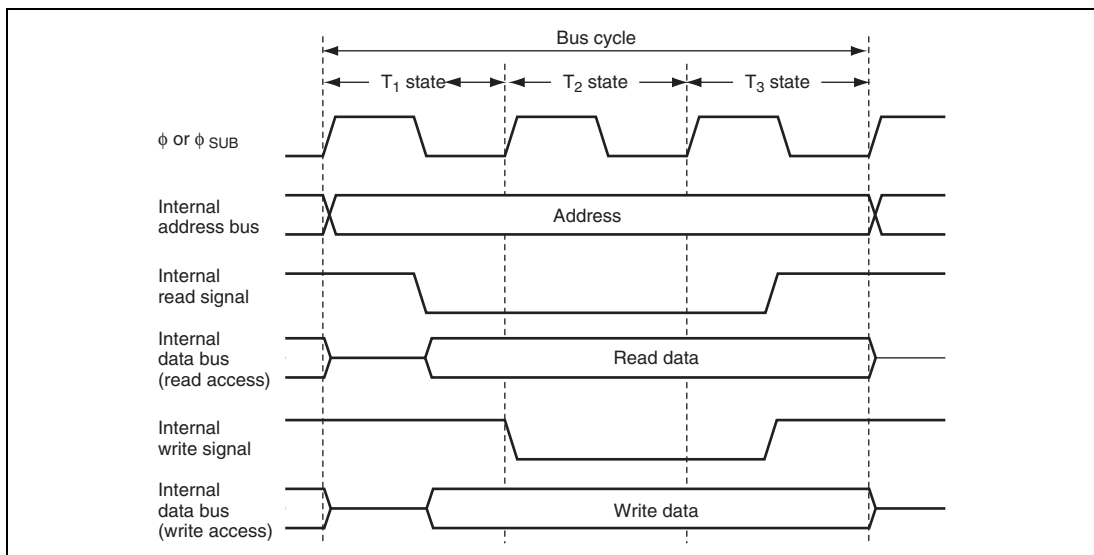 Bus cycle
T₁ state
T₂ state
T₃ state
φ or φ SUB
Internal
address bus
Address
Internal
read signal
Internal
data bus
(read access)
Read data
Internal
write signal
Internal
data bus
(write access)
Write data